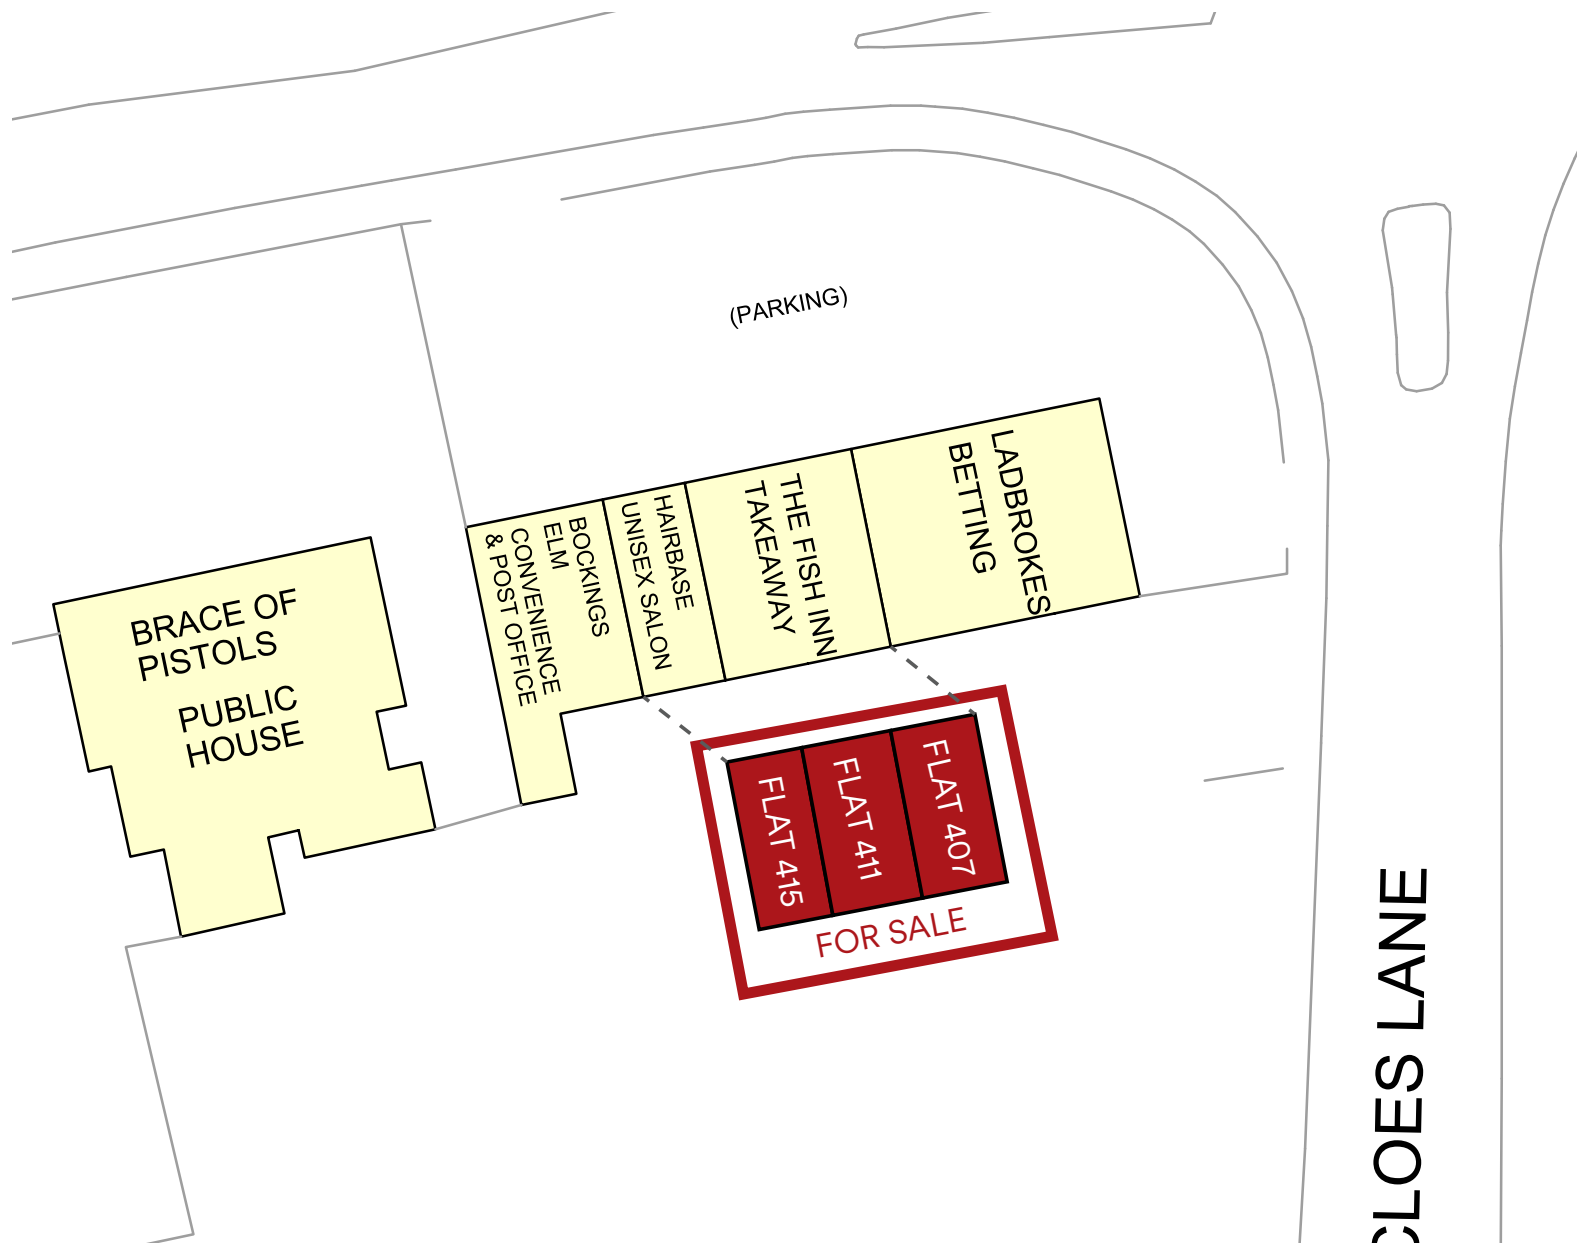 (PARKING)
BRACE OF
PISTOLS
PUBLIC
HOUSE
BOCKINGS
ELM
CONVENIENCE
& POST OFFICE
HAIRBASE
UNISEX SALON
THE FISH INN
TAKEAWAY
LADBROKES
BETTING
FLAT 415
FLAT 411
FLAT 407
FOR SALE
CLOES LANE